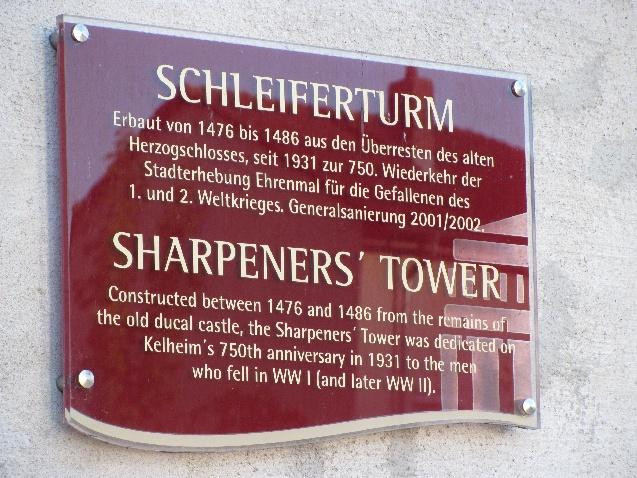 SCHLEIFERTURM
Erbaut von 1476 bis 1486 aus den Überresten des alten
Herzogschlosses, seit 1931 zur 750. Wiederkehr der
Stadterhebung Ehrenmal für die Gefallenen des
1. und 2. Weltkrieges. Generalsanierung 2001/2002.
SHARPENERS´ TOWER
Constructed between 1476 and 1486 from the remains of
the old ducal castle, the Sharpeners´ Tower was dedicated on
Kelheim´s 750th anniversary in 1931 to the men
who fell in WW I (and later WW II).